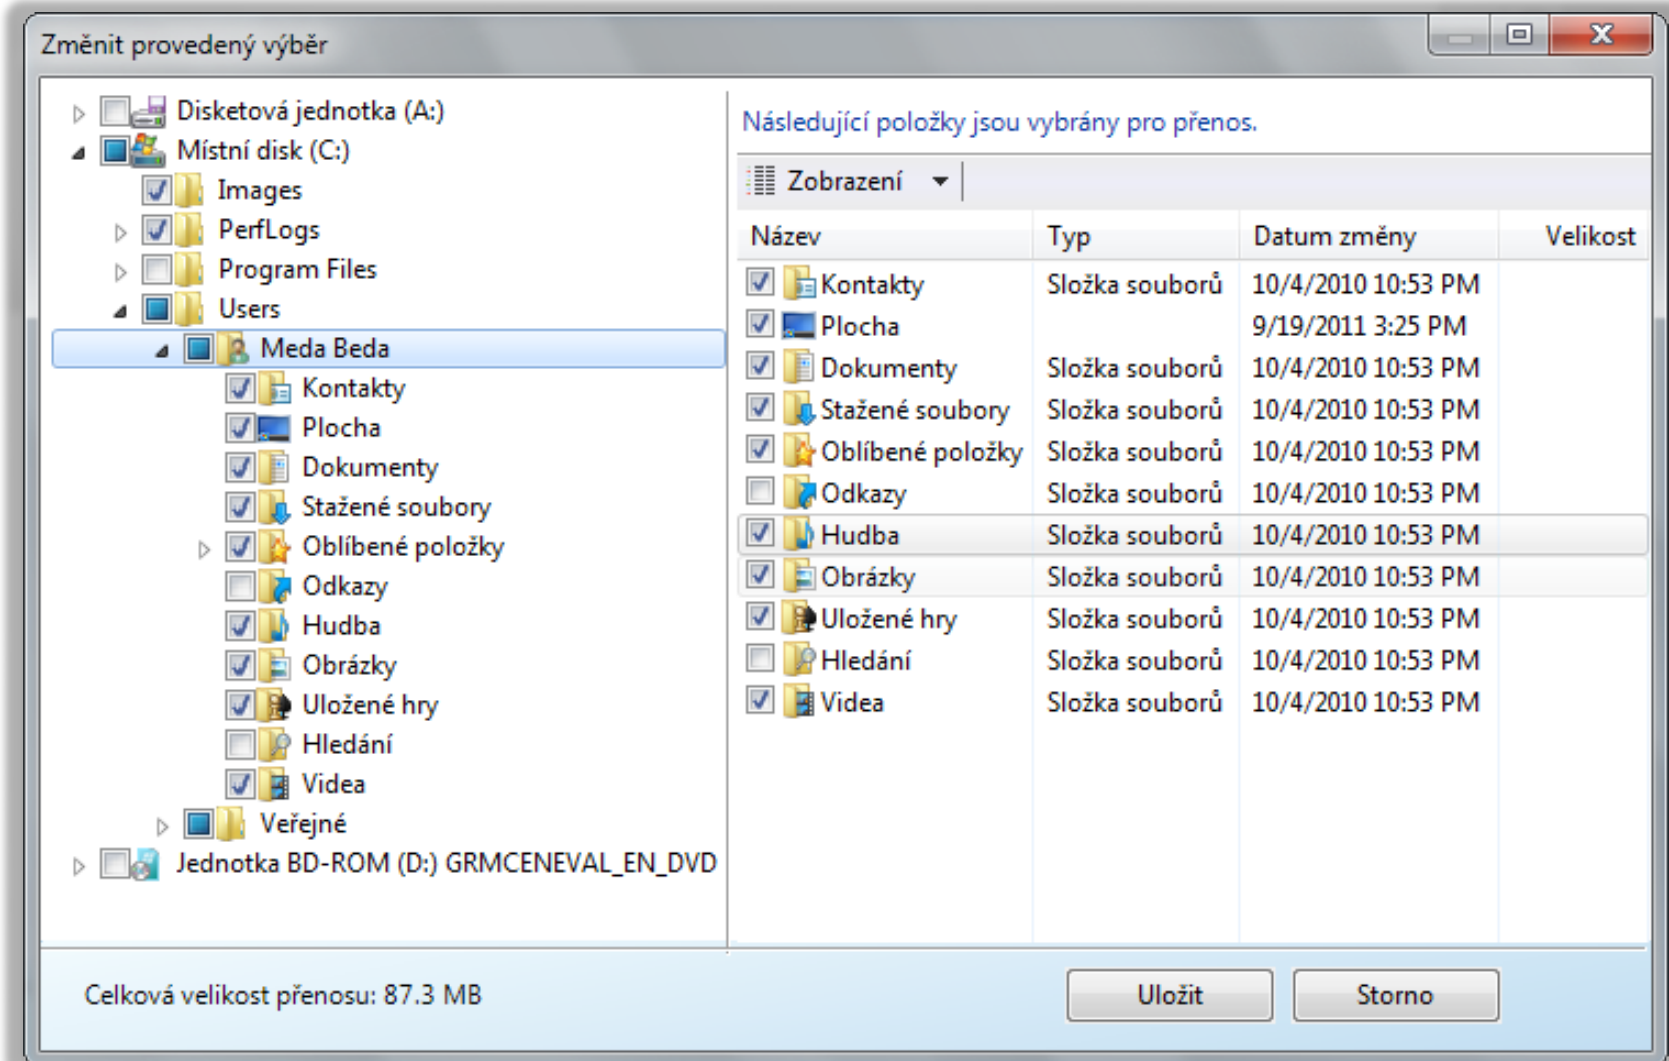 Změnit provedený výběr
Disketová jednotka (A:)
Místní disk (C:)
Images
PerfLogs
Program Files
Users
Meda Beda
Kontakty
Plocha
Dokumenty
Stažené soubory
Oblíbené položky
Odkazy
Hudba
Obrázky
Uložené hry
Hledání
Videa
Veřejné
Jednotka BD-ROM (D:) GRMCENEVAL_EN_DVD
Následující položky jsou vybrány pro přenos.
Zobrazení
Název Typ Datum změny Velikost
Kontakty Složka souborů 10/4/2010 10:53 PM
Plocha 9/19/2011 3:25 PM
Dokumenty Složka souborů 10/4/2010 10:53 PM
Stažené soubory Složka souborů 10/4/2010 10:53 PM
Oblíbené položky Složka souborů 10/4/2010 10:53 PM
Odkazy Složka souborů 10/4/2010 10:53 PM
Hudba Složka souborů 10/4/2010 10:53 PM
Obrázky Složka souborů 10/4/2010 10:53 PM
Uložené hry Složka souborů 10/4/2010 10:53 PM
Hledání Složka souborů 10/4/2010 10:53 PM
Videa Složka souborů 10/4/2010 10:53 PM
Celková velikost přenosu: 87.3 MB
Uložit
Storno